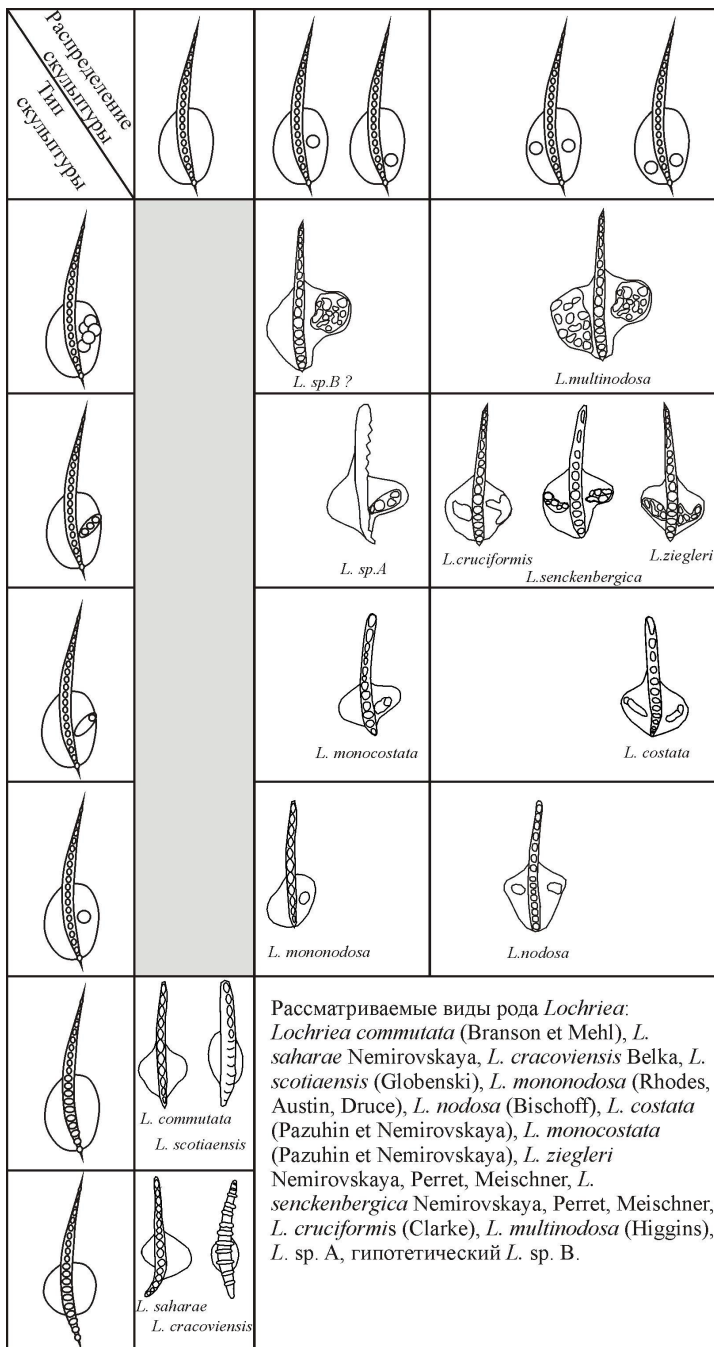 Распределение
скульптуры
Тип
скульптуры
L. sp.B ?
L.multinodosa
L. sp.A
L.cruciformis
L.senckenbergica
L.ziegleri
L. monocostata
L. costata
L. mononodosa
L.nodosa
L. commutata
L. scotiaensis
L. saharae
L. cracoviensis
Рассматриваемые виды рода Lochriea:
Lochriea commutata (Branson et Mehl), L.
saharae Nemirovskaya, L. cracoviensis Belka, L.
scotiaensis (Globenski), L. mononodosa (Rhodes,
Austin, Druce), L. nodosa (Bischoff), L. costata
(Pazuhin et Nemirovskaya), L. monocostata
(Pazuhin et Nemirovskaya), L. ziegleri
Nemirovskaya, Perret, Meischner, L.
senckenbergica Nemirovskaya, Perret, Meischner,
L. cruciformis (Clarke), L. multinodosa (Higgins),
L. sp. A, гипотетический L. sp. B.